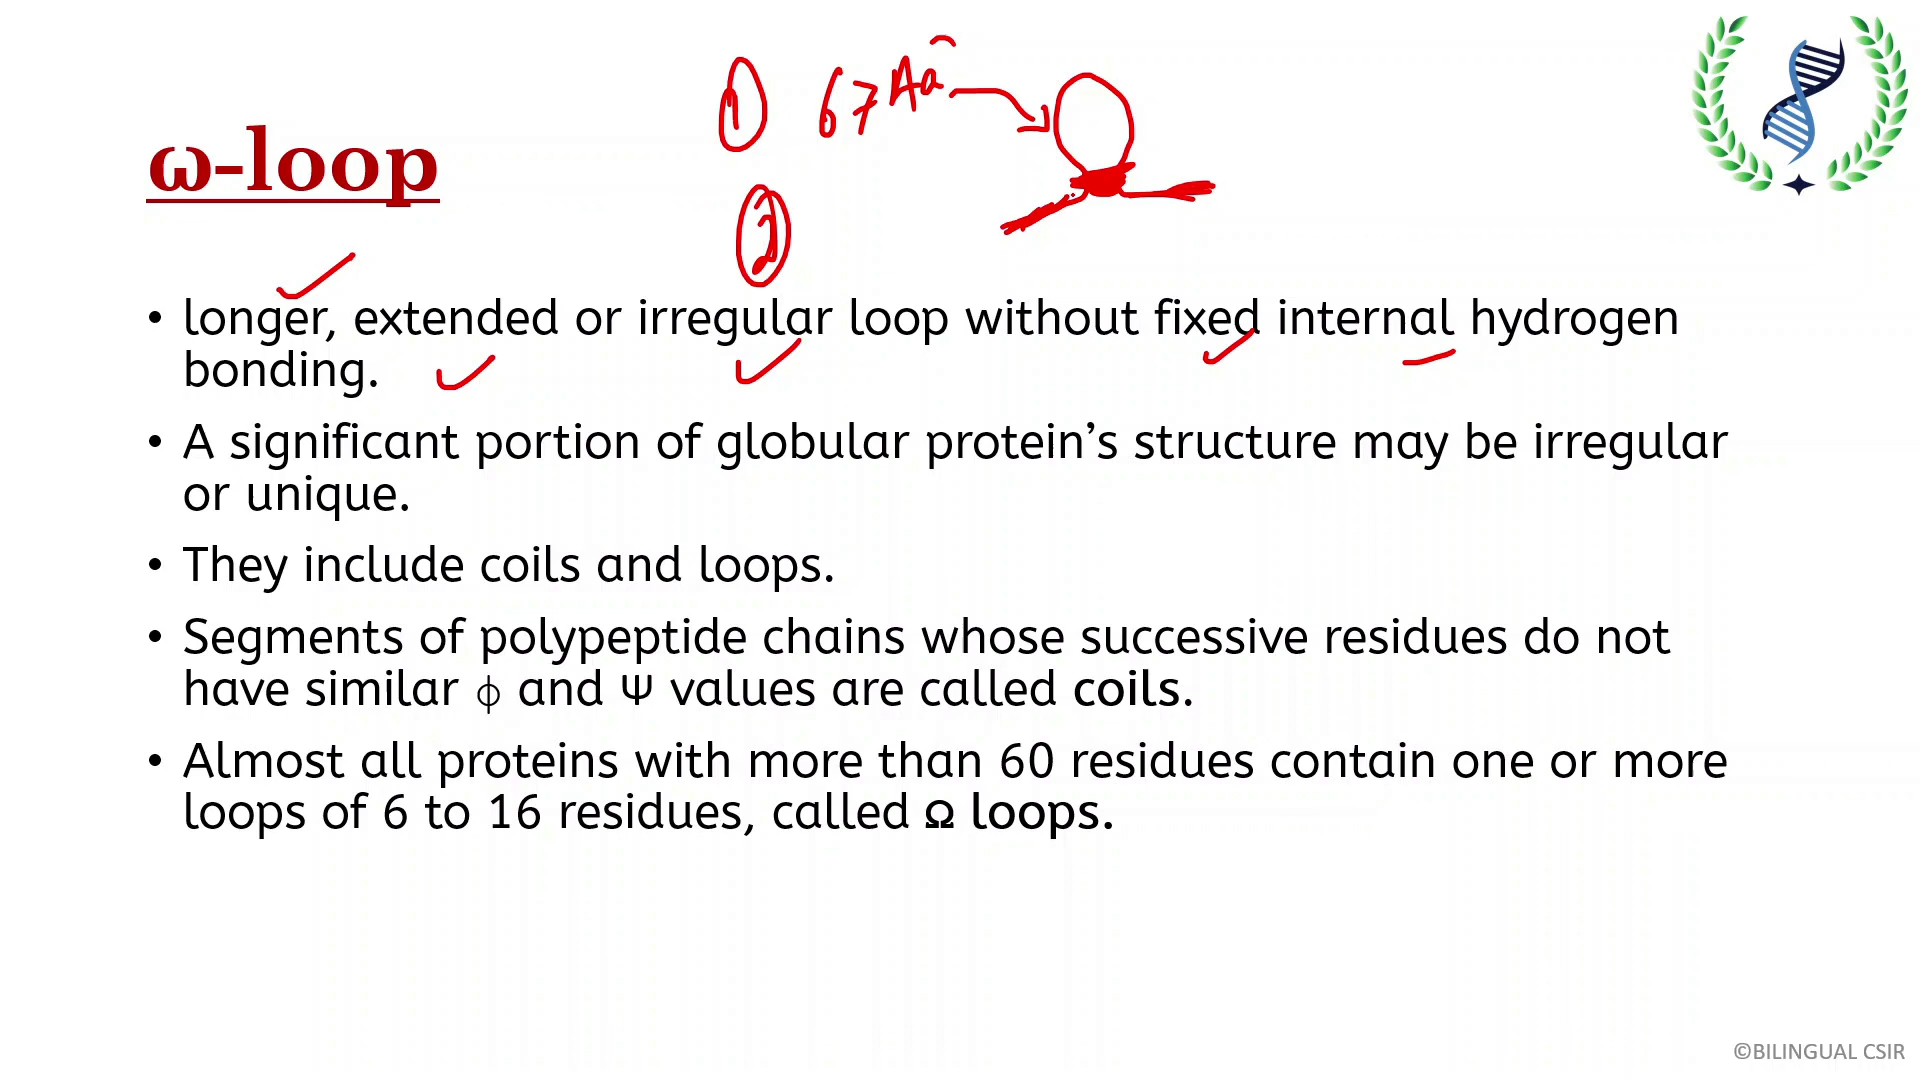 ① 67 Aa
ω-loop
②
• longer, extended or irregular loop without fixed internal hydrogen
bonding.
• A significant portion of globular protein’s structure may be irregular
or unique.
• They include coils and loops.
• Segments of polypeptide chains whose successive residues do not
have similar ϕ and Ψ values are called coils.
• Almost all proteins with more than 60 residues contain one or more
loops of 6 to 16 residues, called Ω loops.
©BILINGUAL CSIR